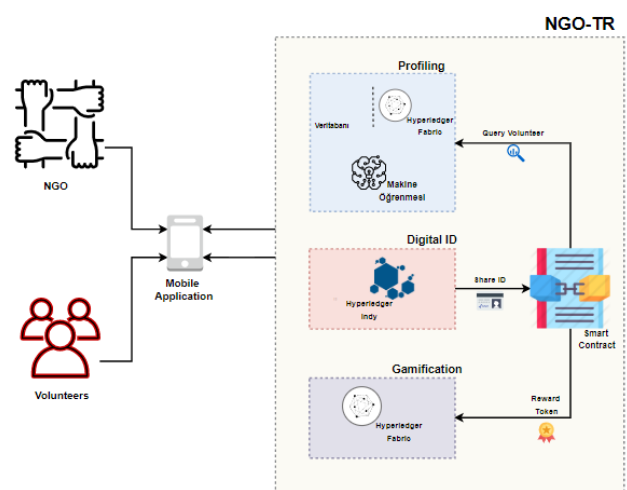 NGO-TR
Profiling
Veritabanı
Hyperledger
Fabric
Makine
Öğrenmesi
Query Volunteer
NGO
Mobile
Application
Digital ID
Hyperledger
Indy
Share ID
Smart
Contract
Volunteers
Gamification
Hyperledger
Fabric
Reward
Token